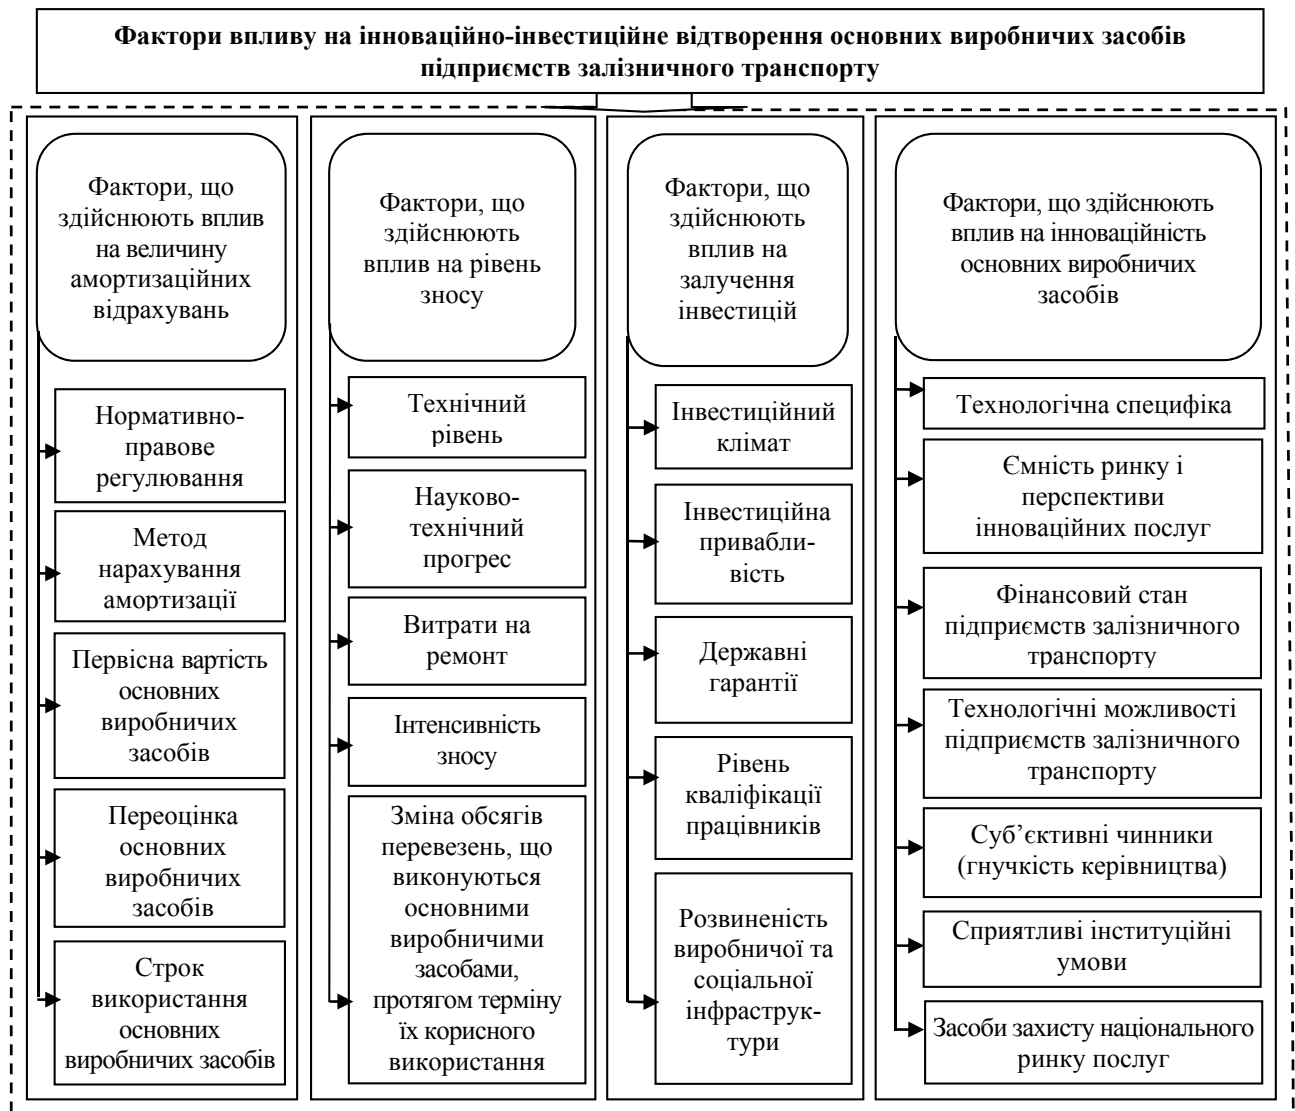 Фактори впливу на інноваційно-інвестиційне відтворення основних виробничих засобів
підприємств залізничного транспорту
Фактори, що
здійснюють вплив
на величину
амортизаційних
відрахувань
Нормативно-
правове
регулювання
Метод
нарахування
амортизації
Первісна вартість
основних
виробничих
засобів
Переоцінка
основних
виробничих
засобів
Строк
використання
основних
виробничих засобів
Фактори, що
здійснюють
вплив на рівень
зносу
Технічний
рівень
Науково-
технічний
прогрес
Витрати на
ремонт
Інтенсивність
зносу
Зміна обсягів
перевезень, що
виконуються
основними
виробничими
засобами,
протягом терміну
їх корисного
використання
Фактори, що
здійснюють
вплив на
залучення
інвестицій
Інвестиційний
клімат
Інвестиційна
привабли-
вість
Державні
гарантії
Рівень
кваліфікації
працівників
Розвиненість
виробничої та
соціальної
інфраструк-
тури
Фактори, що здійснюють
вплив на інноваційність
основних виробничих
засобів
Технологічна специфіка
Ємність ринку і
перспективи
інноваційних послуг
Фінансовий стан
підприємств залізничного
транспорту
Технологічні можливості
підприємств залізничного
транспорту
Суб’єктивні чинники
(гнучкість керівництва)
Сприятливі інституційні
умови
Засоби захисту національного
ринку послуг